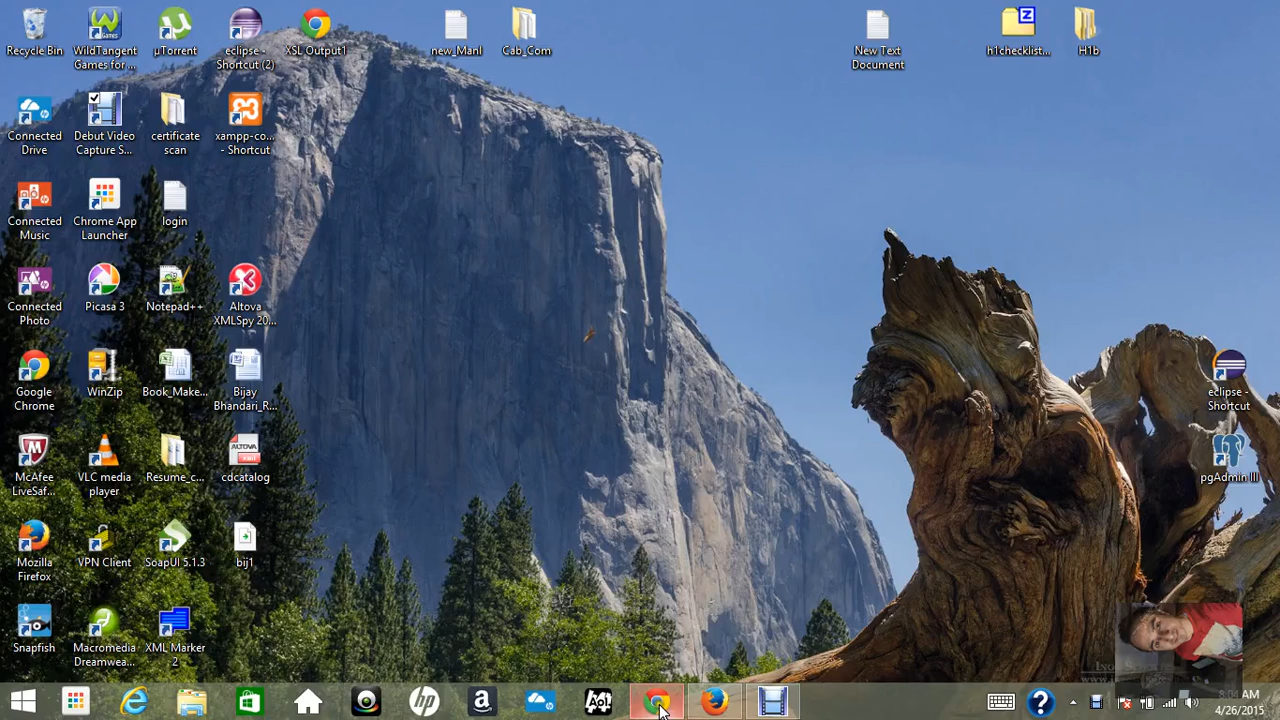 Recycle Bin
WildTangent Games for ...
µTorrent
eclipse - Shortcut (2)
XSL Output1
new_ManI
Cab_Com
New Text Document
h1checklist...
H1b
Connected Drive
Debut Video Capture S...
certificate scan
xampp-co... - Shortcut
Connected Music
Chrome App Launcher
login
Connected Photo
Picasa 3
Notepad++
Altova XMLSpy 20...
Google Chrome
WinZip
Book_Make...
Bijay Bhandari_R...
eclipse - Shortcut
McAfee LiveSaf...
VLC media player
Resume_c...
cdcatalog
pgAdmin III
Mozilla Firefox
VPN Client
SoapUI 5.1.3
bij1
Snapfish
Macromedia Dreamwea...
XML Marker 2
8:04 AM
4/26/2015